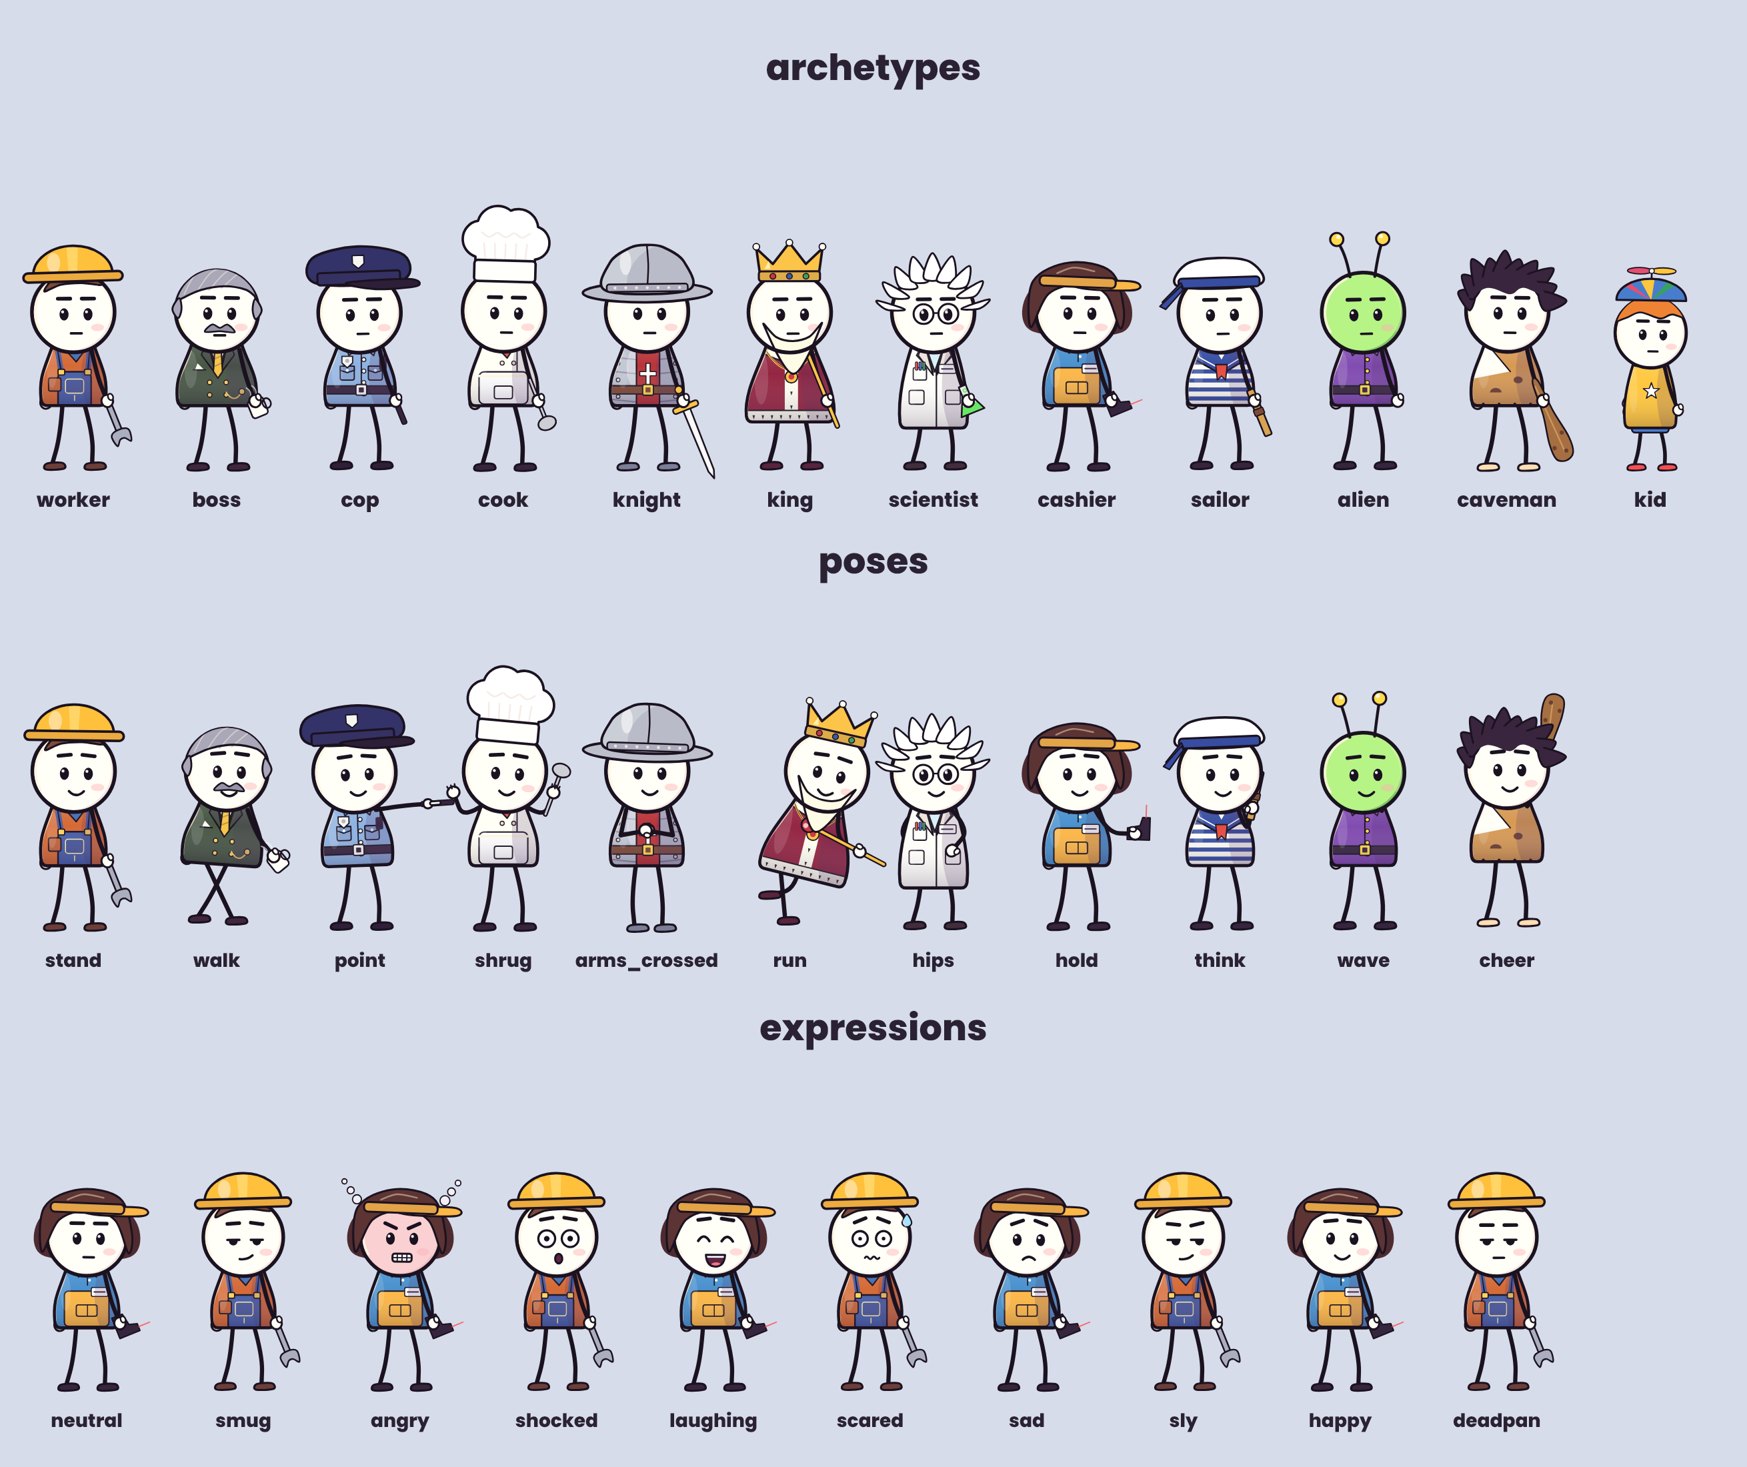 archetypes
worker boss cop cook knight king scientist cashier sailor alien caveman kid
poses
stand walk point shrug arms_crossed run hips hold think wave cheer
expressions
neutral smug angry shocked laughing scared sad sly happy deadpan